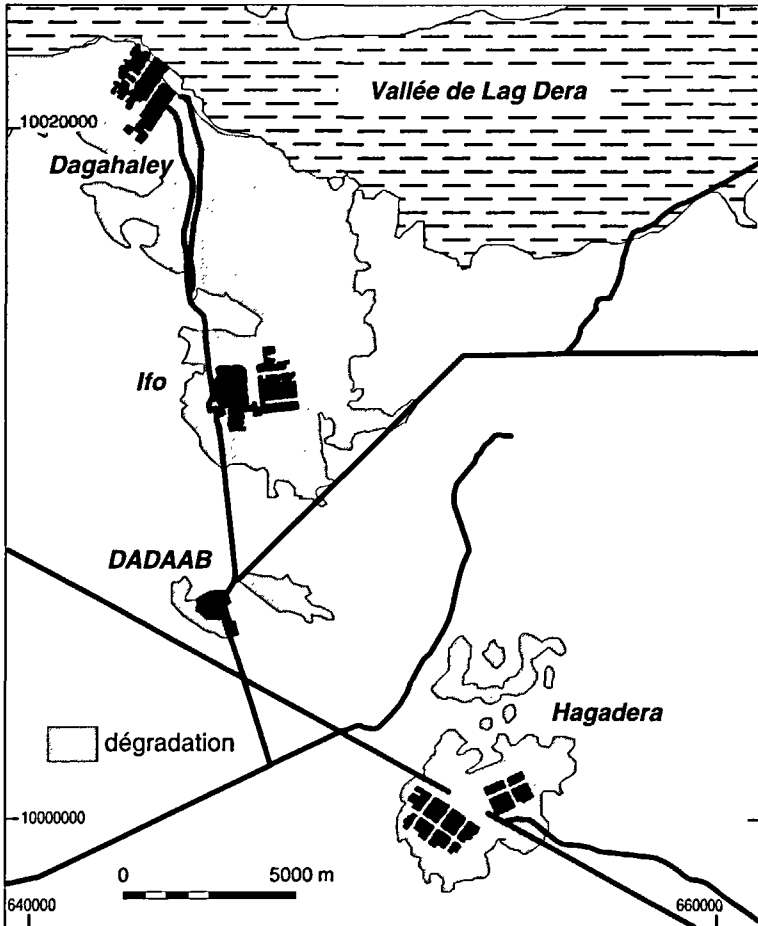 Vallée de Lag Dera
10020000
Dagahaley
Ifo
DADAAB
Hagadera
dégradation
10000000
0 5000 m
640000 660000